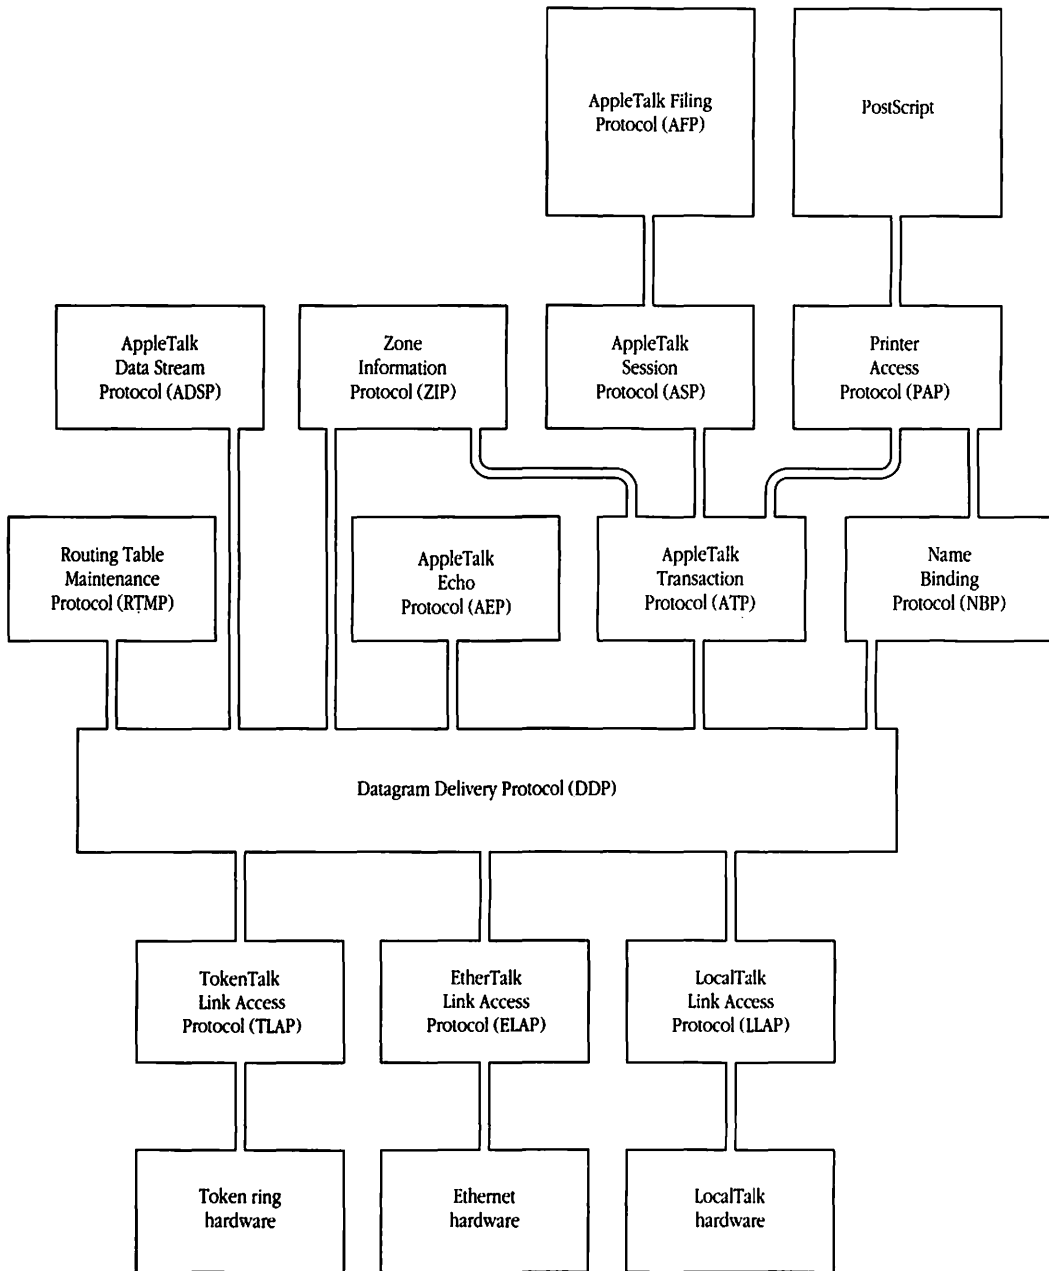 AppleTalk Filing
Protocol (AFP)
PostScript
AppleTalk
Data Stream
Protocol (ADSP)
Zone
Information
Protocol (ZIP)
AppleTalk
Session
Protocol (ASP)
Printer
Access
Protocol (PAP)
Routing Table
Maintenance
Protocol (RTMP)
AppleTalk
Echo
Protocol (AEP)
AppleTalk
Transaction
Protocol (ATP)
Name
Binding
Protocol (NBP)
Datagram Delivery Protocol (DDP)
TokenTalk
Link Access
Protocol (TLAP)
EtherTalk
Link Access
Protocol (ELAP)
LocalTalk
Link Access
Protocol (LLAP)
Token ring
hardware
Ethernet
hardware
LocalTalk
hardware